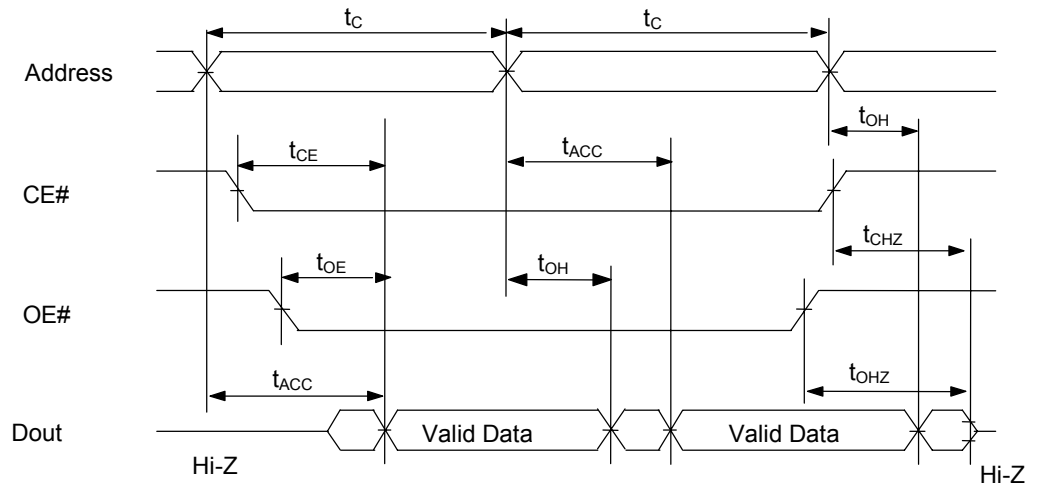 tC tC
Address
tOH
tCE tACC
CE#
tCHZ
tOE tOH
OE#
tACC tOHZ
Dout Valid Data Valid Data
Hi-Z Hi-Z